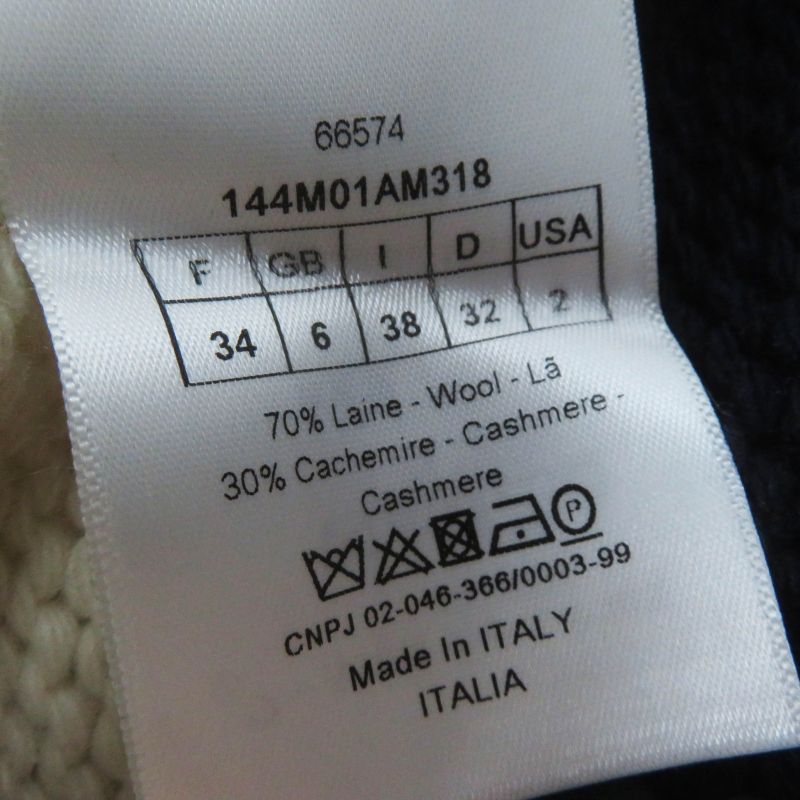 66574
144M01AM318
F GB I D USA
34 6 38 32 2
70% Laine - Wool - Lã
30% Cachemire - Cashmere -
Cashmere
P
CNPJ 02-046-366/0003-99
Made In ITALY
ITALIA